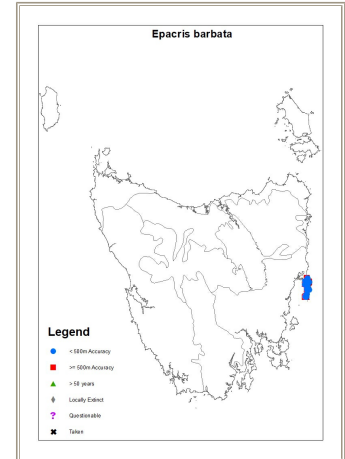 Epacris barbata
Legend
< 500m Accuracy
>= 500m Accuracy
> 50 years
Locally Extinct
? Questionable
Taken